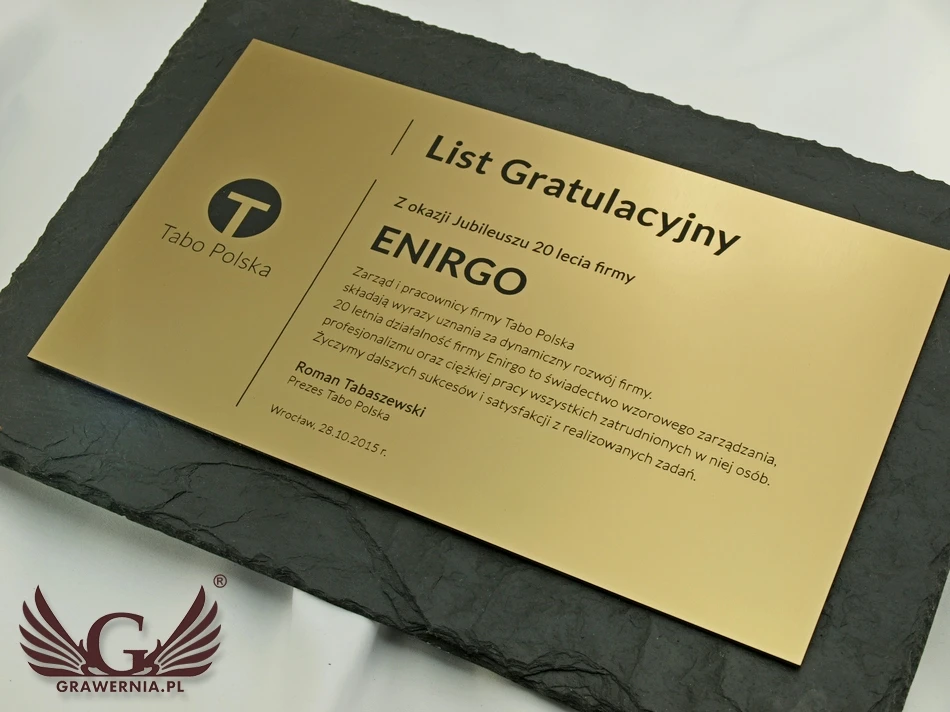 T
Tabo Polska
List Gratulacyjny
Z okazji Jubileuszu 20 lecia firmy
ENIRGO
Zarząd i pracownicy firmy Tabo Polska
składają wyrazy uznania za dynamiczny rozwój firmy.
20 letnia działalność firmy Enirgo to świadectwo wzorowego zarządzania,
profesjonalizmu oraz ciężkiej pracy wszystkich zatrudnionych w niej osób.
Życzymy dalszych sukcesów i satysfakcji z realizowanych zadań.
Roman Tabaszewski
Prezes Tabo Polska
Wrocław, 28.10.2015 r.
G
®
GRAWERNIA.PL